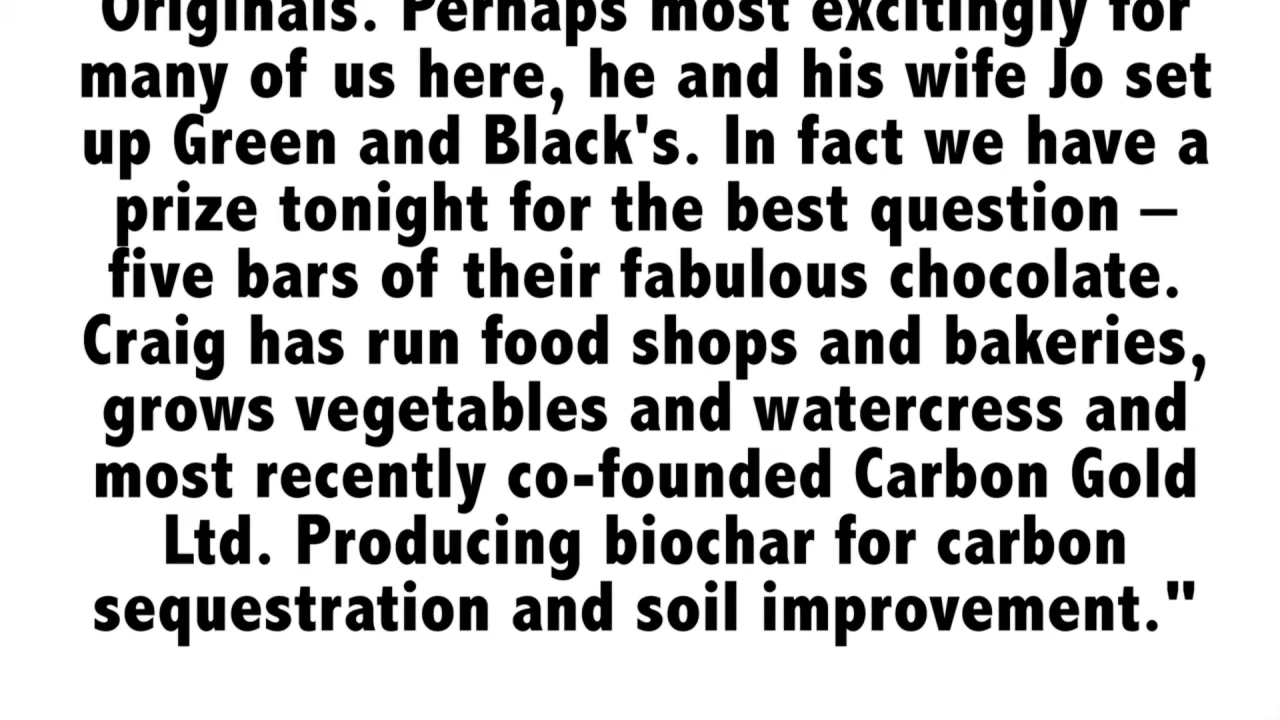 Originals. Perhaps most excitingly for
many of us here, he and his wife Jo set
up Green and Black's. In fact we have a
prize tonight for the best question –
five bars of their fabulous chocolate.
Craig has run food shops and bakeries,
grows vegetables and watercress and
most recently co-founded Carbon Gold
Ltd. Producing biochar for carbon
sequestration and soil improvement."